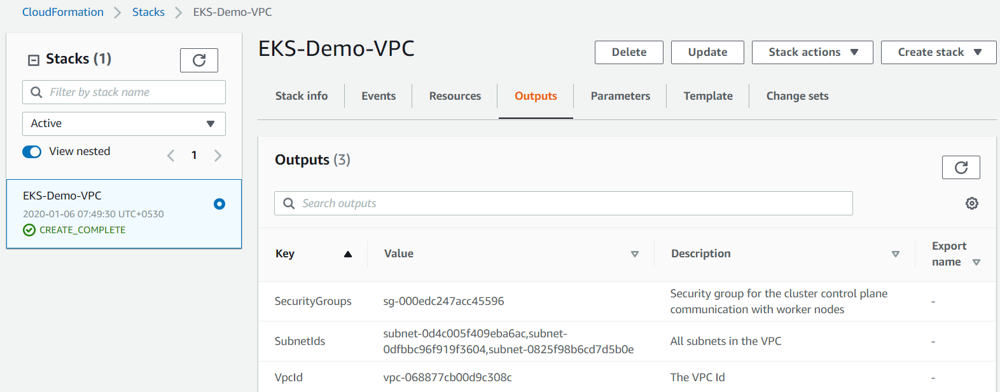 CloudFormation > Stacks > EKS-Demo-VPC
Stacks (1)
Filter by stack name
Active
View nested
1
EKS-Demo-VPC
2020-01-06 07:49:30 UTC+0530
CREATE_COMPLETE
EKS-Demo-VPC
Delete Update Stack actions Create stack
Stack info Events Resources Outputs Parameters Template Change sets
Outputs (3)
Search outputs
Key Value Description Export
name
SecurityGroups sg-000edc247acc45596 Security group for the cluster control plane
communication with worker nodes -
SubnetIds subnet-0d4c005f409eba6ac,subnet-
0dfbbc96f919f3604,subnet-0825f98b6cd7d5b0e All subnets in the VPC -
VpcId vpc-068877cb00d9c308c The VPC Id -